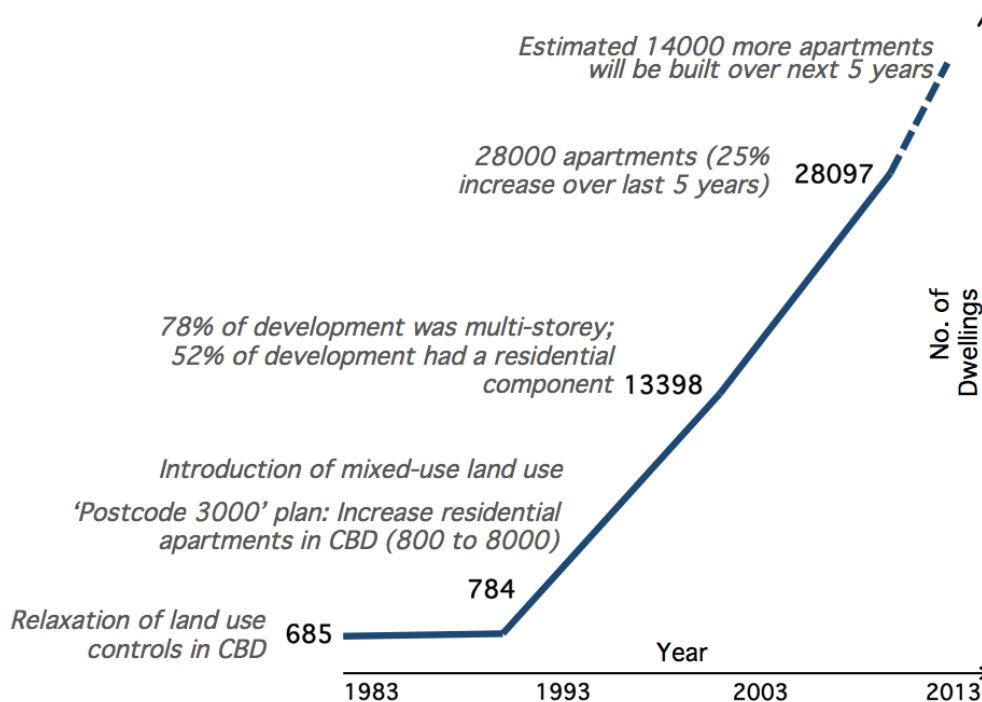 Estimated 14000 more apartments
will be built over next 5 years
28000 apartments (25%
increase over last 5 years)
28097
No. of
Dwellings
78% of development was multi-storey;
52% of development had a residential
component
13398
Introduction of mixed-use land use
‘Postcode 3000’ plan: Increase residential
apartments in CBD (800 to 8000)
784
Relaxation of land use
controls in CBD
685
Year
1983
1993
2003
2013